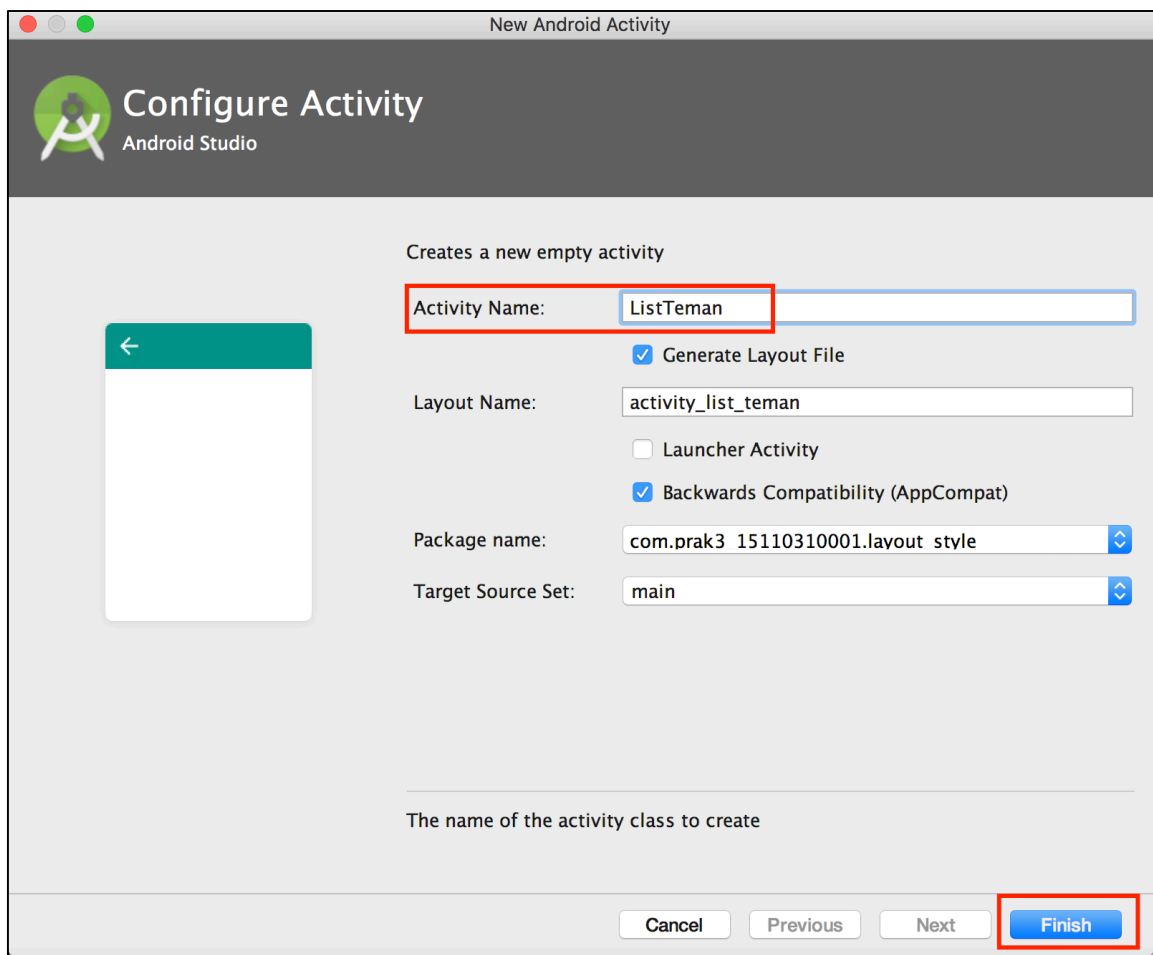 New Android Activity
Configure Activity
Android Studio
Creates a new empty activity
Activity Name: ListTeman
Generate Layout File
Layout Name: activity_list_teman
Launcher Activity
Backwards Compatibility (AppCompat)
Package name: com.prak3_15110310001.layout_style
Target Source Set: main
The name of the activity class to create
Cancel Previous Next Finish